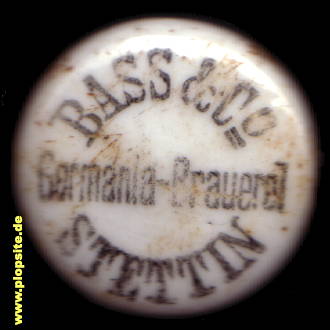 BASS & Co
Germania-Brauerei
STETTIN
www.plopsite.de